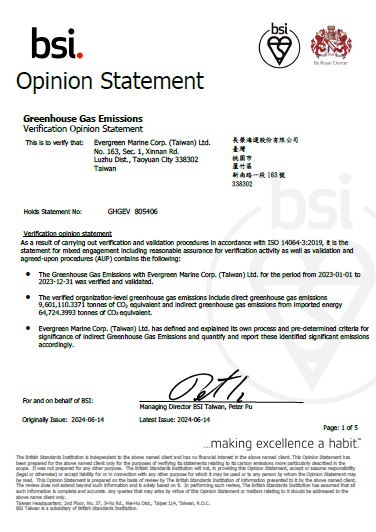 bsi.
bsi
By Royal Charter
Opinion Statement
Greenhouse Gas Emissions
Verification Opinion Statement
This is to verify that: Evergreen Marine Corp. (Taiwan) Ltd.
No. 163, Sec. 1, Xinnan Rd.
Luzhu Dist., Taoyuan City 338302
Taiwan
長榮海運股份有限公司
臺灣
桃園市
蘆竹區
新南路一段 163 號
338302
Holds Statement No: GHGEV 805406
Verification opinion statement
As a result of carrying out verification and validation procedures in accordance with ISO 14064-3:2019, it is the
statement for mixed engagement including reasonable assurance for verification activity as well as validation and
agreed-upon procedures (AUP) contains the following:
• The Greenhouse Gas Emissions with Evergreen Marine Corp. (Taiwan) Ltd. for the period from 2023-01-01 to
2023-12-31 was verified and validated.
• The verified organization-level greenhouse gas emissions include direct greenhouse gas emissions
9,601,110.3371 tonnes of CO₂ equivalent and indirect greenhouse gas emissions from imported energy
64,724.3993 tonnes of CO₂ equivalent.
• Evergreen Marine Corp. (Taiwan) Ltd. has defined and explained its own process and pre-determined criteria for
significance of indirect Greenhouse Gas Emissions and quantify and report these identified significant emissions
accordingly.
For and on behalf of BSI:
Managing Director BSI Taiwan, Peter Pu
Originally Issue: 2024-06-14 Latest Issue: 2024-06-14
Page: 1 of 5
...making excellence a habit.™
The British Standards Institution is independent to the above named client and has no financial interest in the above named client. This Opinion Statement has
been prepared for the above named client only for the purposes of verifying its statements relating to its carbon emissions more particularly described in the
scope. It was not prepared for any other purpose. The British Standards Institution will not, in providing this Opinion Statement, accept or assume responsibility
(legal or otherwise) or accept liability for or in connection with any other purpose for which it may be used or to any person by whom the Opinion Statement may
be read. This Opinion Statement is prepared on the basis of review by The British Standards Institution of information presented to it by the above named client.
The review does not extend beyond such information and is solely based on it. In performing such review, The British Standards Institution has assumed that all
such information is complete and accurate. Any queries that may arise by virtue of this Opinion Statement or matters relating to it should be addressed to the
above name client only.
Taiwan Headquarters: 2nd Floor, No. 37, Ji-Hu Rd., Nei-Hu Dist., Taipei 114, Taiwan, R.O.C.
BSI Taiwan is a subsidiary of British Standards Institution.